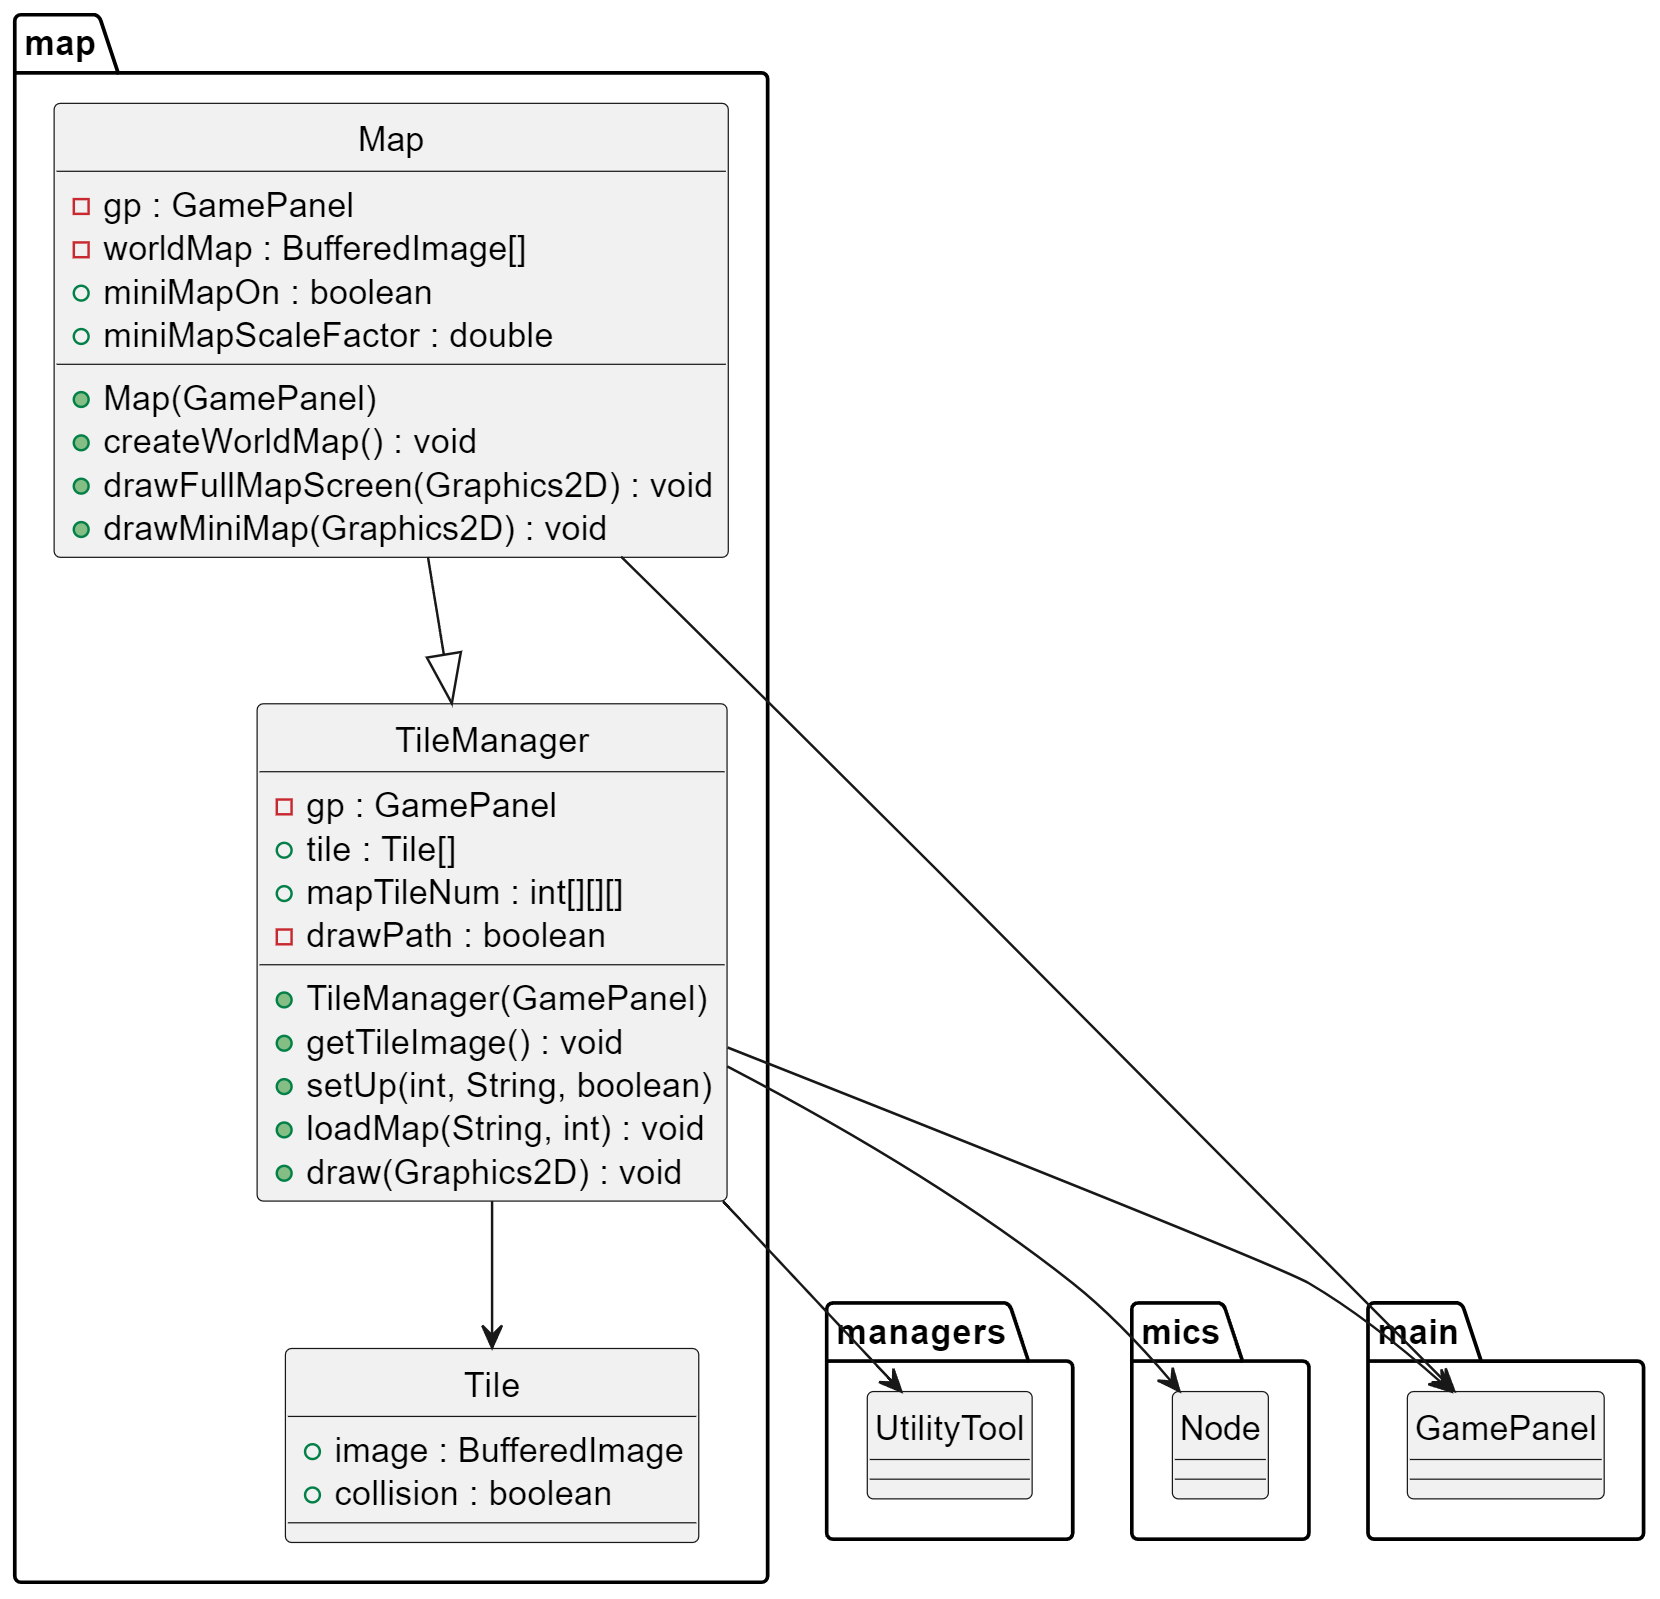 map
Map
gp : GamePanel
worldMap : BufferedImage[]
miniMapOn : boolean
miniMapScaleFactor : double
Map(GamePanel)
createWorldMap() : void
drawFullMapScreen(Graphics2D) : void
drawMiniMap(Graphics2D) : void
TileManager
gp : GamePanel
tile : Tile[]
mapTileNum : int[][][]
drawPath : boolean
TileManager(GamePanel)
getTileImage() : void
setUp(int, String, boolean)
loadMap(String, int) : void
draw(Graphics2D) : void
Tile
image : BufferedImage
collision : boolean
managers
UtilityTool
mics
Node
main
GamePanel